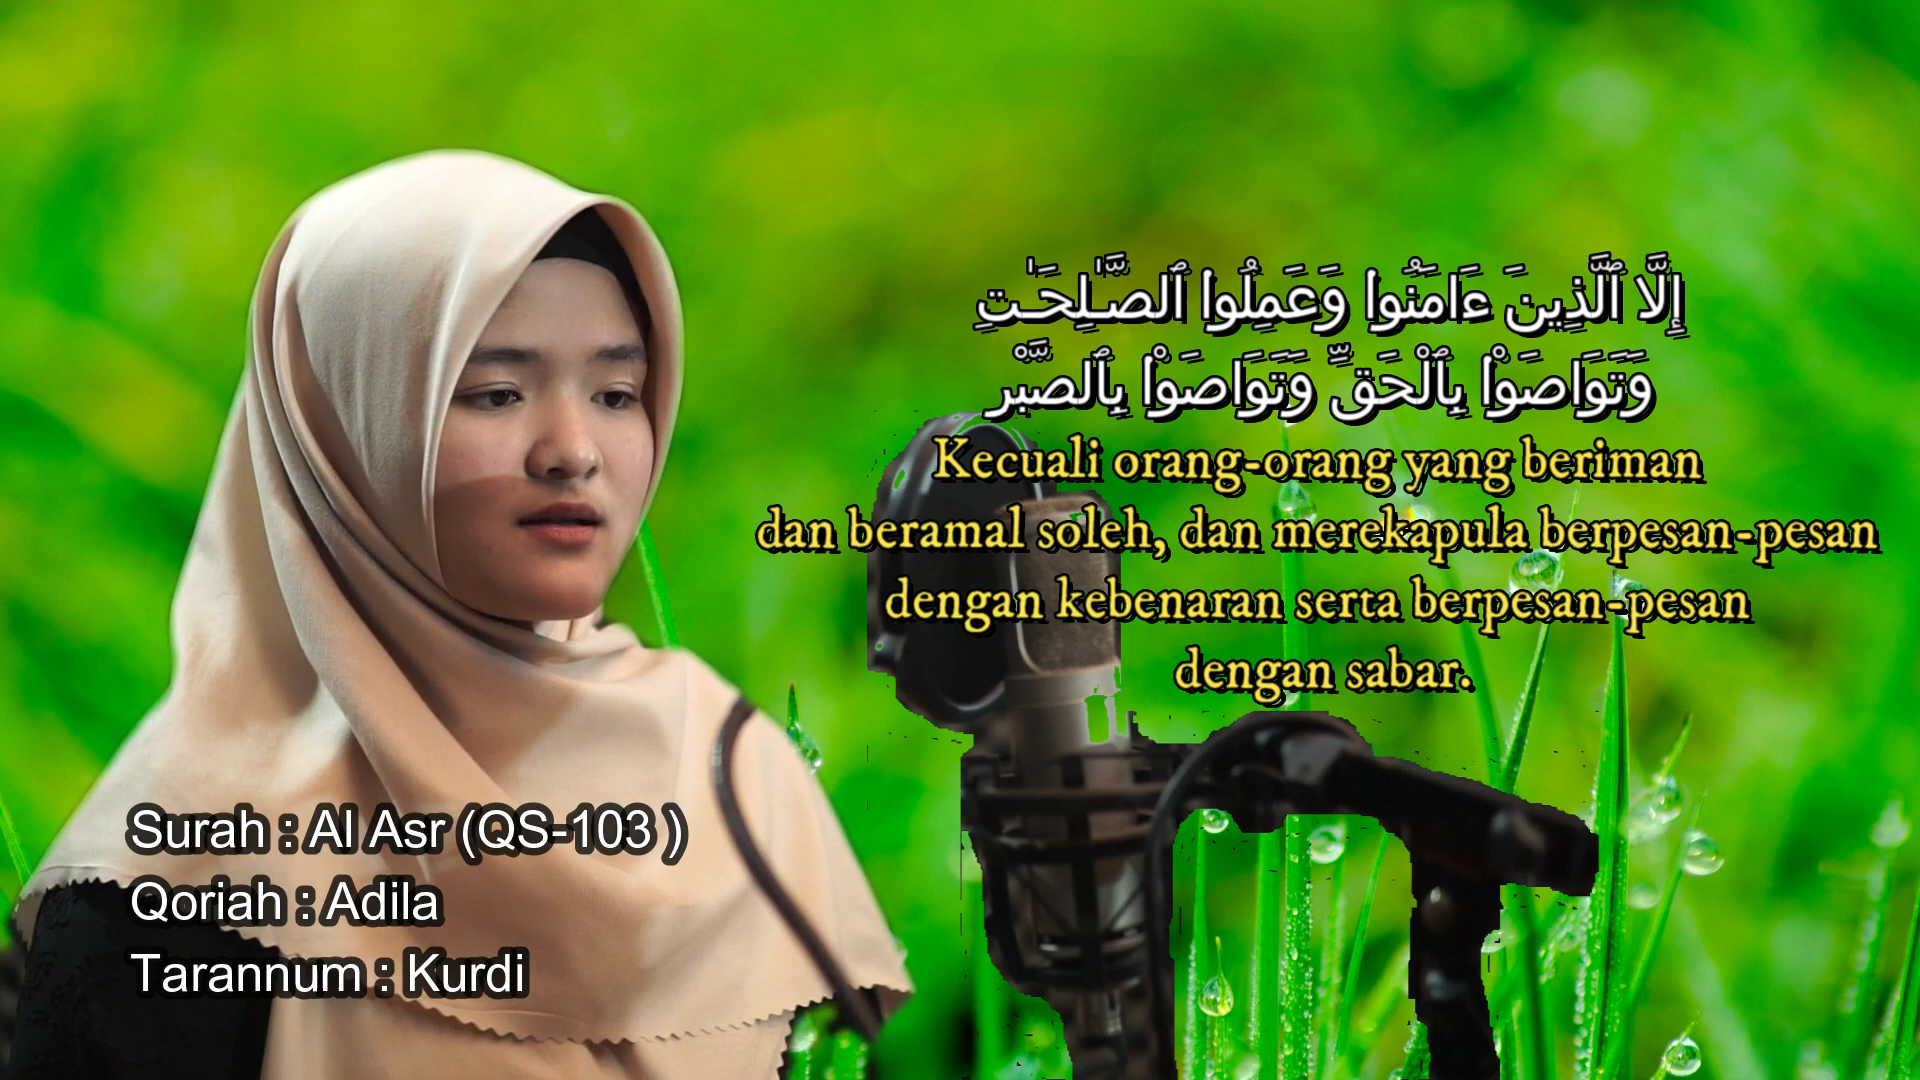 إِلَّا ٱلَّذِينَ ءَامَنُوا وَعَمِلُوا ٱلصَّـٰلِحَـٰتِ
وَتَوَاصَوْا بِٱلْحَقِّ وَتَوَاصَوْا بِٱلصَّبْرِ
Kecuali orang-orang yang beriman
dan beramal soleh, dan merekapula berpesan-pesan
dengan kebenaran serta berpesan-pesan
dengan sabar.
Surah : Al Asr (QS-103 )
Qoriah : Adila
Tarannum : Kurdi